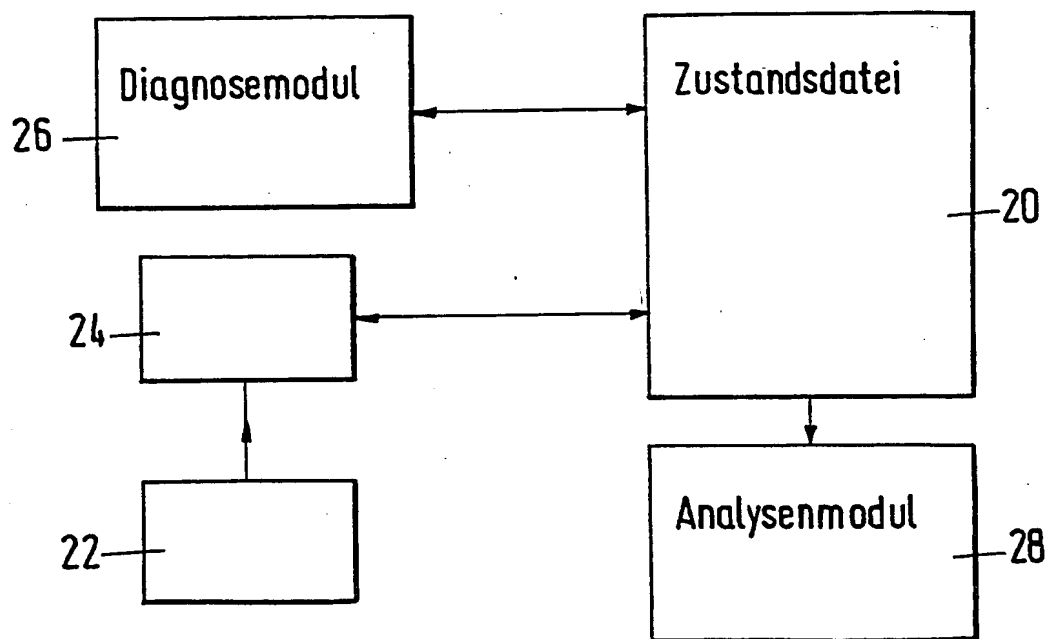 Diagnosemodul
26
Zustandsdatei
20
24
22
Analysenmodul
28